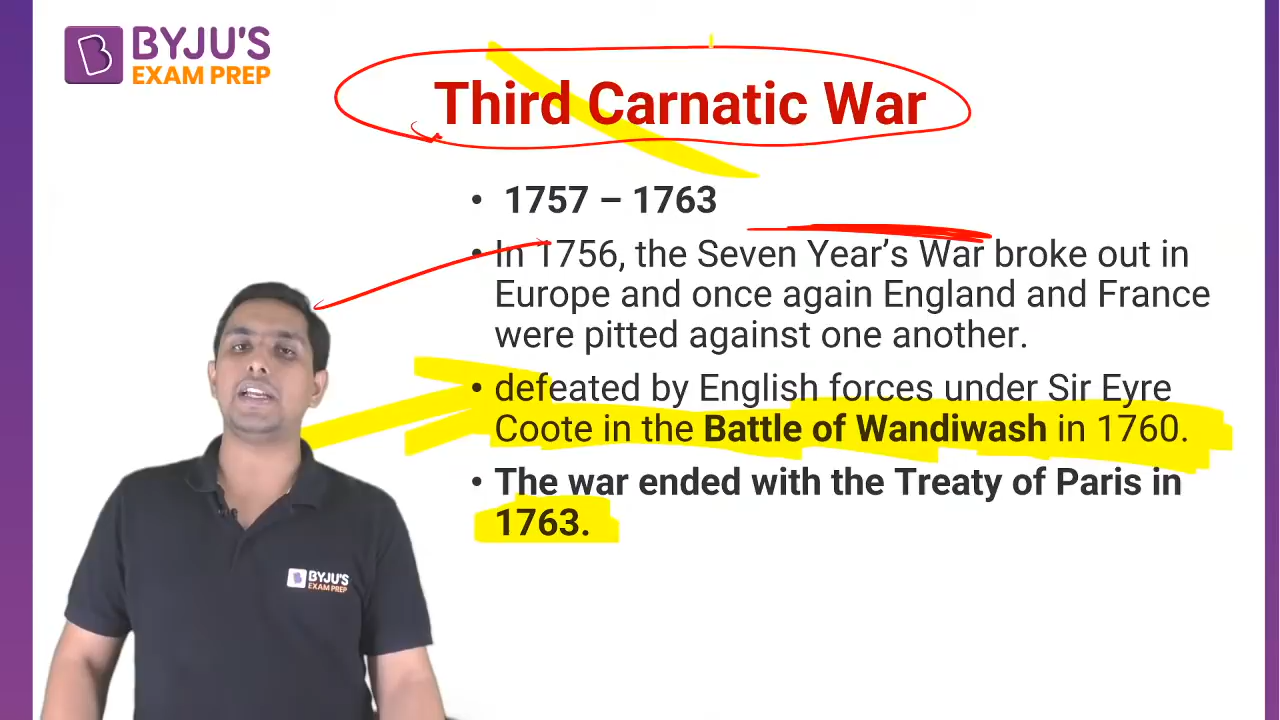 BYJU'S
EXAM PREP
Third Carnatic War
• 1757 – 1763
• In 1756, the Seven Year’s War broke out in
Europe and once again England and France
were pitted against one another.
• defeated by English forces under Sir Eyre
Coote in the Battle of Wandiwash in 1760.
• The war ended with the Treaty of Paris in
1763.
BYJU'S
EXAM PREP